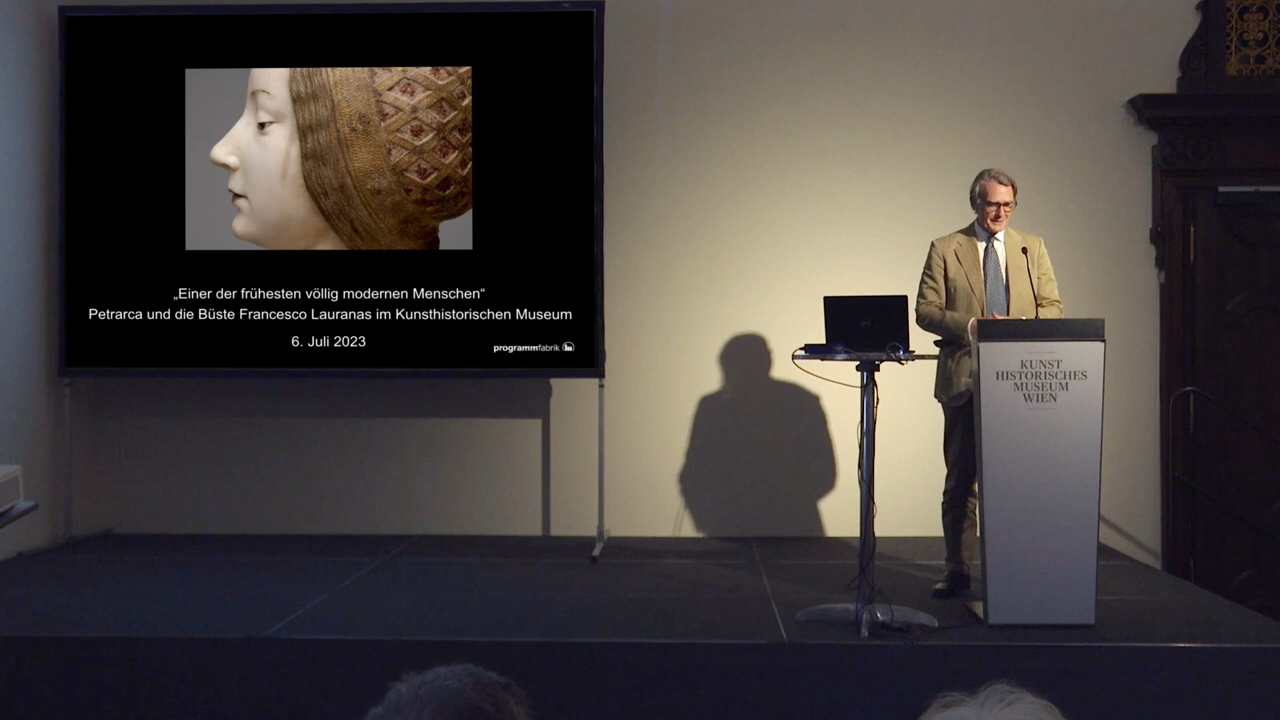 „Einer der frühesten völlig modernen Menschen“
Petrarca und die Büste Francesco Lauranas im Kunsthistorischen Museum
6. Juli 2023
programmfabrik
KUNST
HISTORISCHES
MUSEUM
WIEN